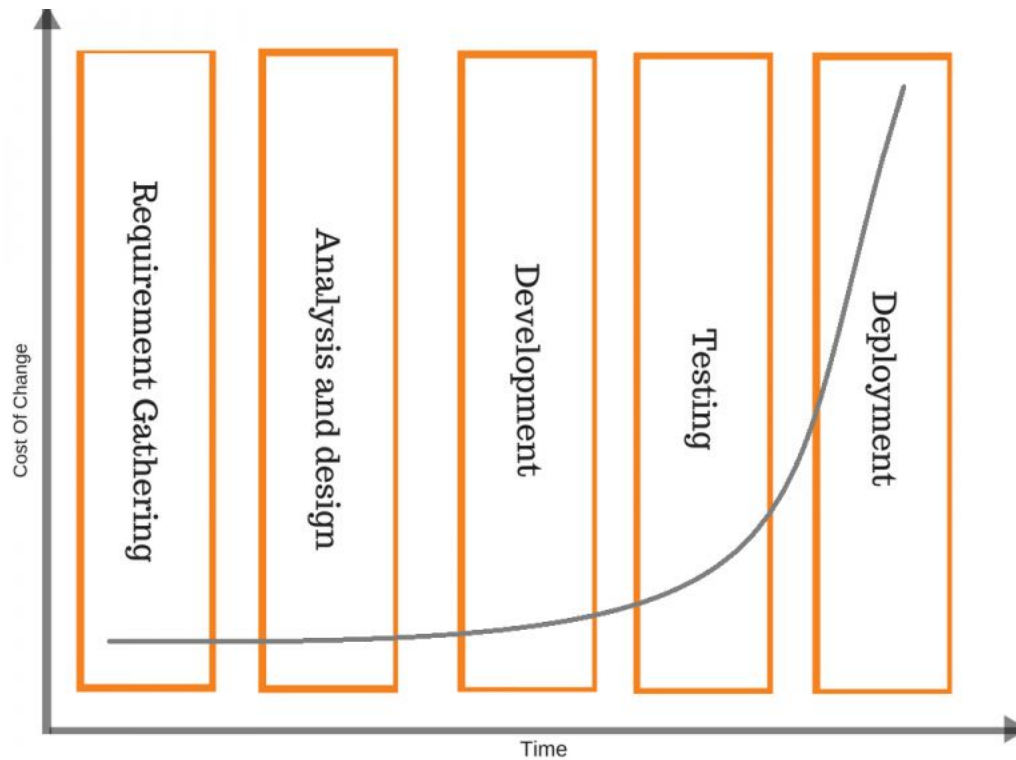 Cost Of Change
Requirement Gathering
Analysis and design
Development
Testing
Deployment
Time